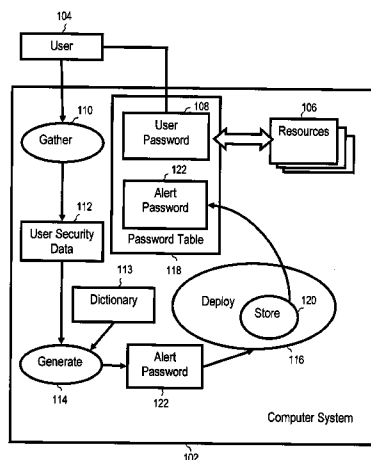 104
User
110
Gather
108
User
Password
106
Resources
122
Alert
Password
Password Table
118
112
User Security
Data
113
Dictionary
Deploy
Store
120
116
Generate
114
Alert
Password
122
Computer System
102